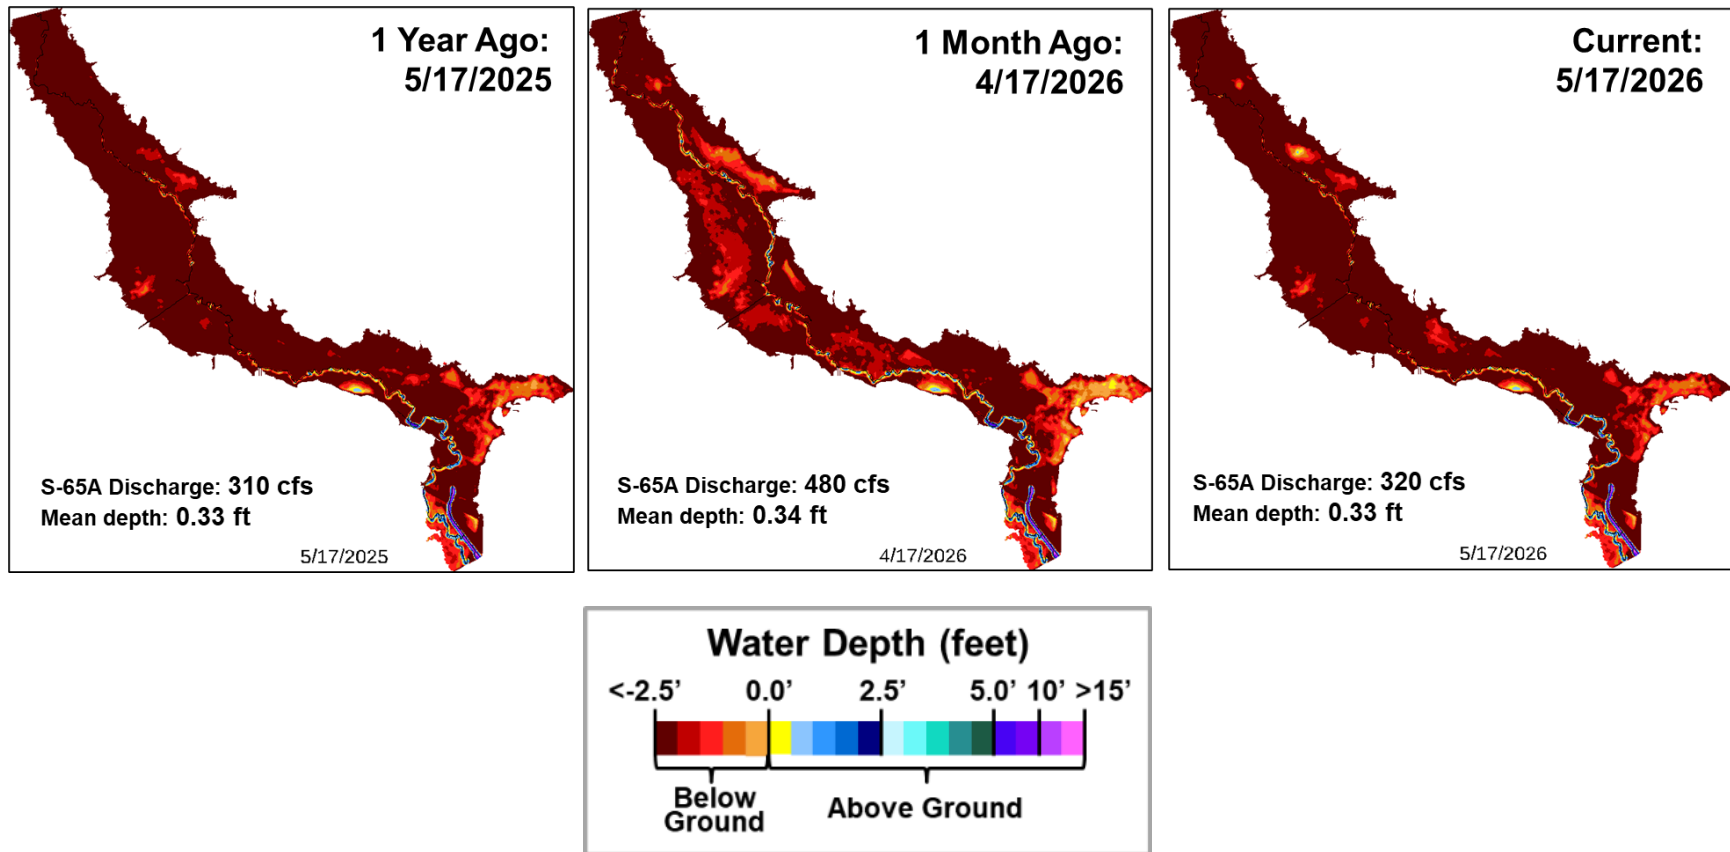 1 Year Ago:
5/17/2025
S-65A Discharge: 310 cfs
Mean depth: 0.33 ft
5/17/2025
1 Month Ago:
4/17/2026
S-65A Discharge: 480 cfs
Mean depth: 0.34 ft
4/17/2026
Current:
5/17/2026
S-65A Discharge: 320 cfs
Mean depth: 0.33 ft
5/17/2026
Water Depth (feet)
<-2.5' 0.0' 2.5' 5.0' 10' >15'
Below
Ground
Above Ground